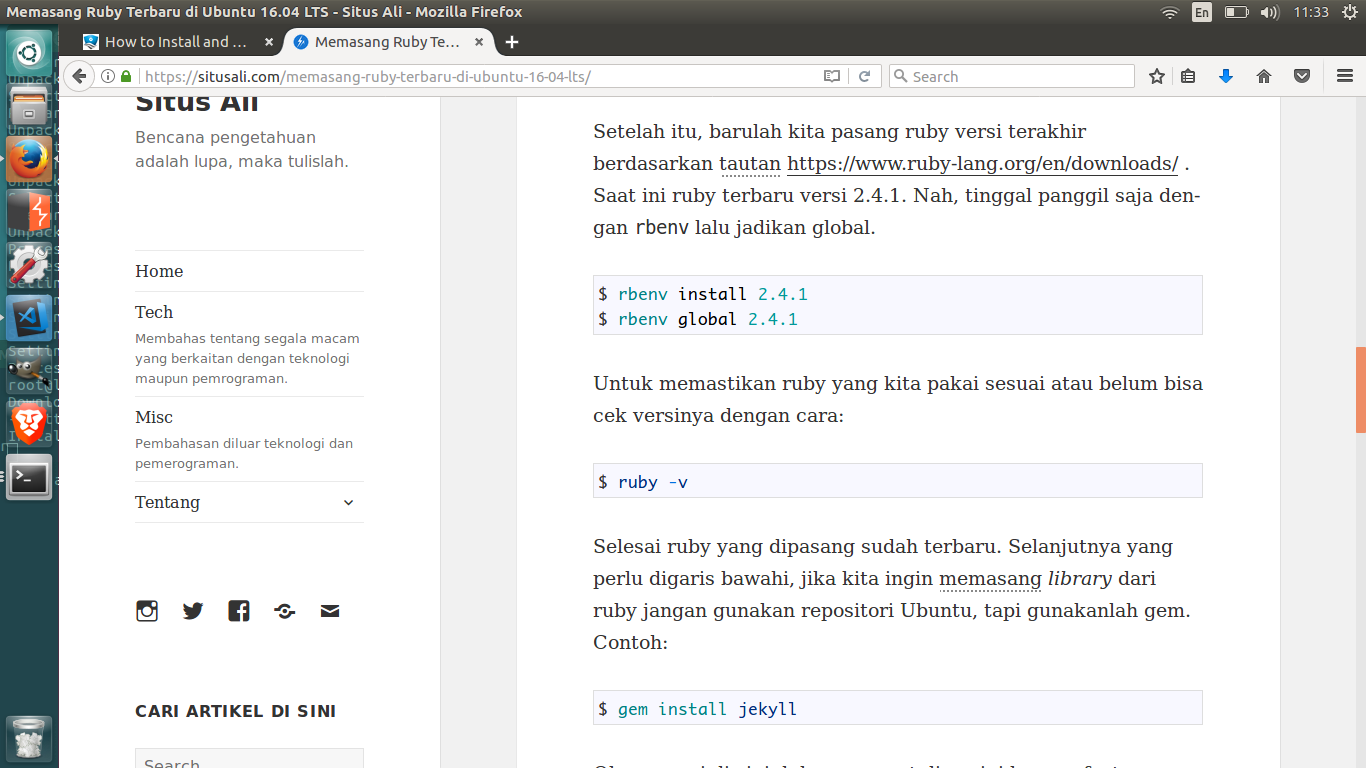 Memasang Ruby Terbaru di Ubuntu 16.04 LTS - Situs Ali - Mozilla Firefox
En
11:33
How to Install and ...
Memasang Ruby Te...
https://situsali.com/memasang-ruby-terbaru-di-ubuntu-16-04-lts/
Search
Situs Ali
Bencana pengetahuan
adalah lupa, maka tulislah.
Home
Tech
Membahas tentang segala macam
yang berkaitan dengan teknologi
maupun pemrograman.
Misc
Pembahasan diluar teknologi dan
pemerograman.
Tentang
CARI ARTIKEL DI SINI
Search
Setelah itu, barulah kita pasang ruby versi terakhir
berdasarkan tautan https://www.ruby-lang.org/en/downloads/ .
Saat ini ruby terbaru versi 2.4.1. Nah, tinggal panggil saja den-
gan rbenv lalu jadikan global.
$ rbenv install 2.4.1
$ rbenv global 2.4.1
Untuk memastikan ruby yang kita pakai sesuai atau belum bisa
cek versinya dengan cara:
$ ruby -v
Selesai ruby yang dipasang sudah terbaru. Selanjutnya yang
perlu digaris bawahi, jika kita ingin memasang library dari
ruby jangan gunakan repositori Ubuntu, tapi gunakanlah gem.
Contoh:
$ gem install jekyll